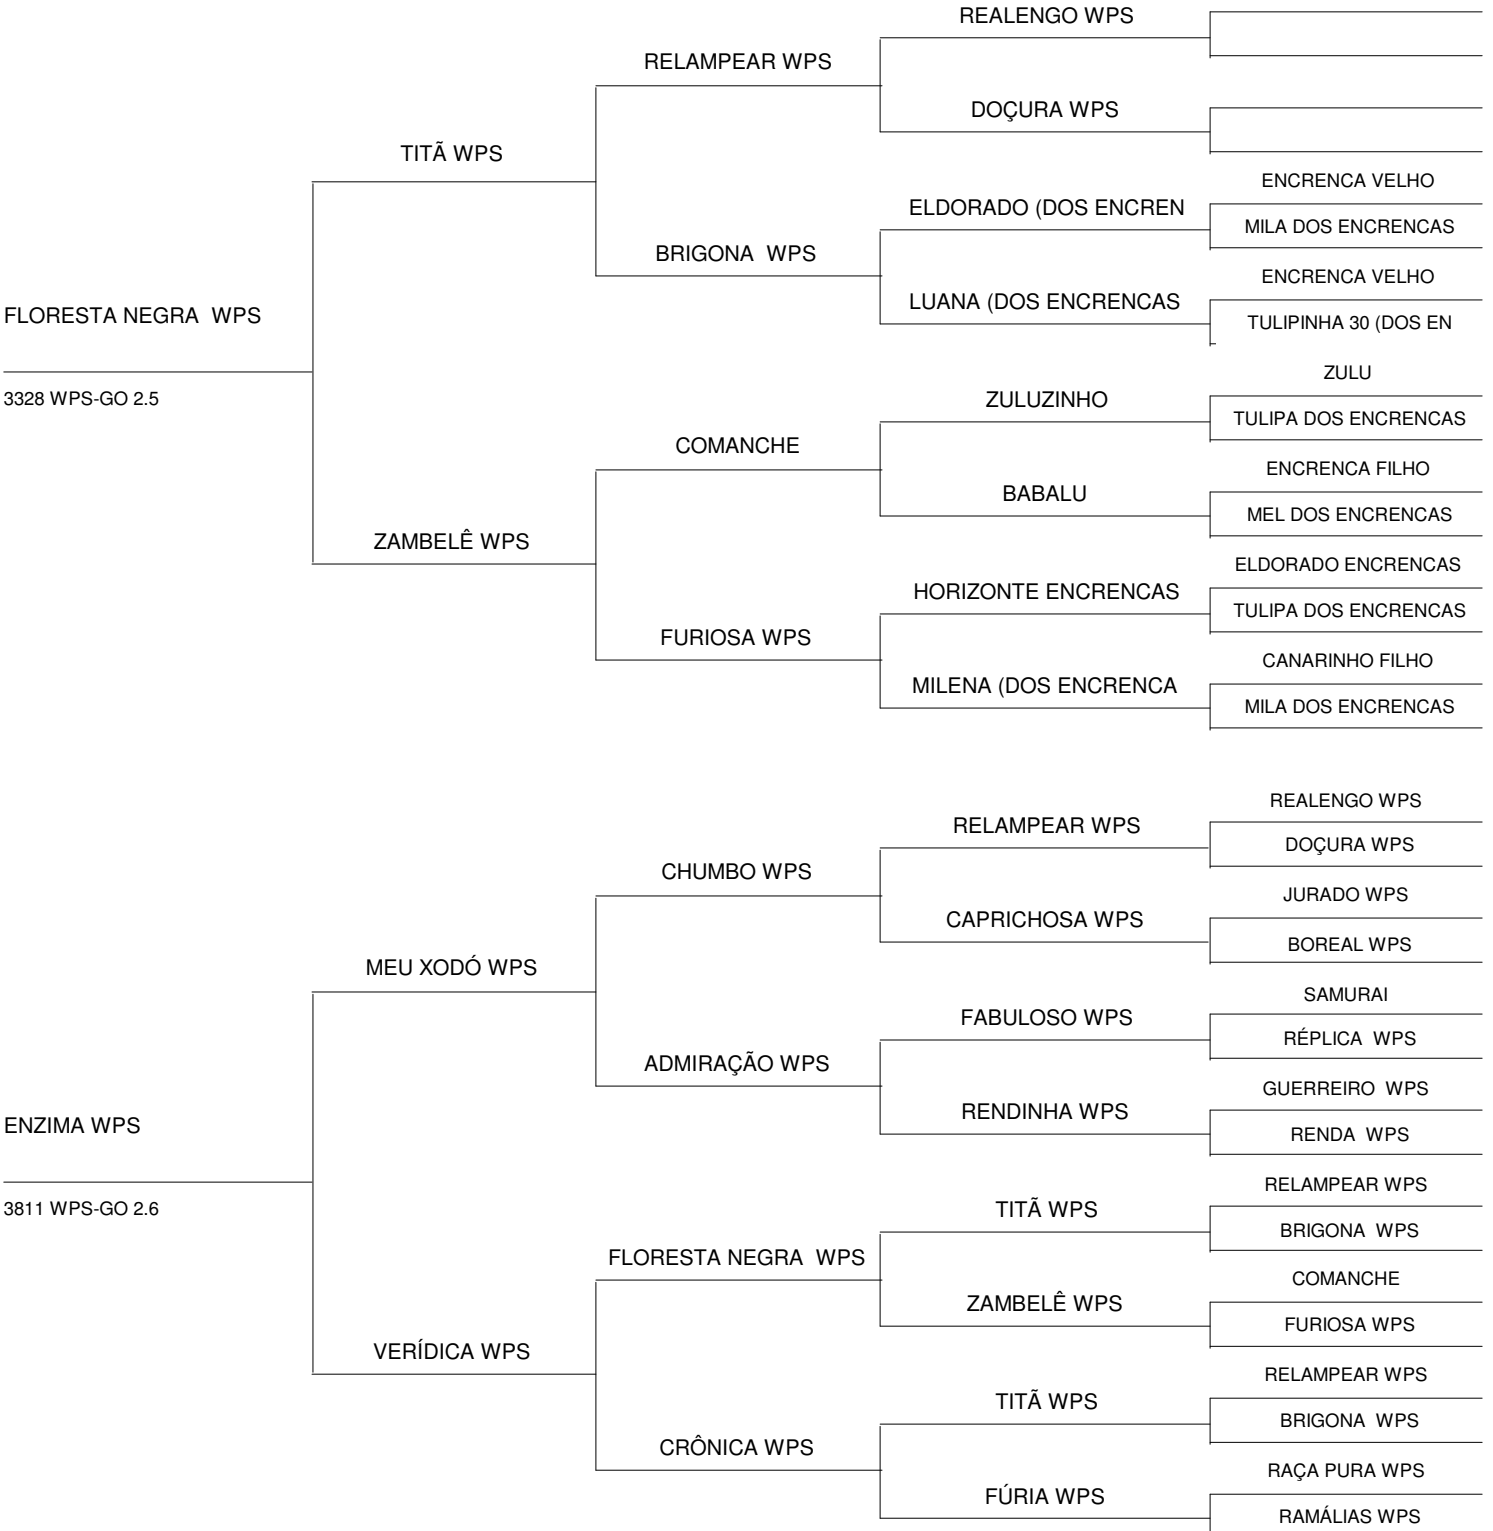 REALENGO WPS
RELAMPEAR WPS
DOÇURA WPS
TITÃ WPS
ENCRENCA VELHO
ELDORADO (DOS ENCREN
MILA DOS ENCRENCAS
BRIGONA  WPS
ENCRENCA VELHO
LUANA (DOS ENCRENCAS
TULIPINHA 30 (DOS EN
FLORESTA NEGRA  WPS
3328 WPS-GO 2.5
ZULU
ZULUZINHO
TULIPA DOS ENCRENCAS
COMANCHE
ENCRENCA FILHO
BABALU
MEL DOS ENCRENCAS
ZAMBELÊ WPS
ELDORADO ENCRENCAS
HORIZONTE ENCRENCAS
TULIPA DOS ENCRENCAS
FURIOSA WPS
CANARINHO FILHO
MILENA (DOS ENCRENCA
MILA DOS ENCRENCAS
REALENGO WPS
RELAMPEAR WPS
DOÇURA WPS
CHUMBO WPS
JURADO WPS
CAPRICHOSA WPS
BOREAL WPS
MEU XODÓ WPS
SAMURAI
FABULOSO WPS
RÉPLICA  WPS
ADMIRAÇÃO WPS
GUERREIRO  WPS
RENDINHA WPS
RENDA  WPS
ENZIMA WPS
3811 WPS-GO 2.6
RELAMPEAR WPS
TITÃ WPS
BRIGONA  WPS
FLORESTA NEGRA  WPS
COMANCHE
ZAMBELÊ WPS
FURIOSA WPS
VERÍDICA WPS
RELAMPEAR WPS
TITÃ WPS
BRIGONA  WPS
CRÔNICA WPS
RAÇA PURA WPS
FÚRIA WPS
RAMÁLIAS WPS